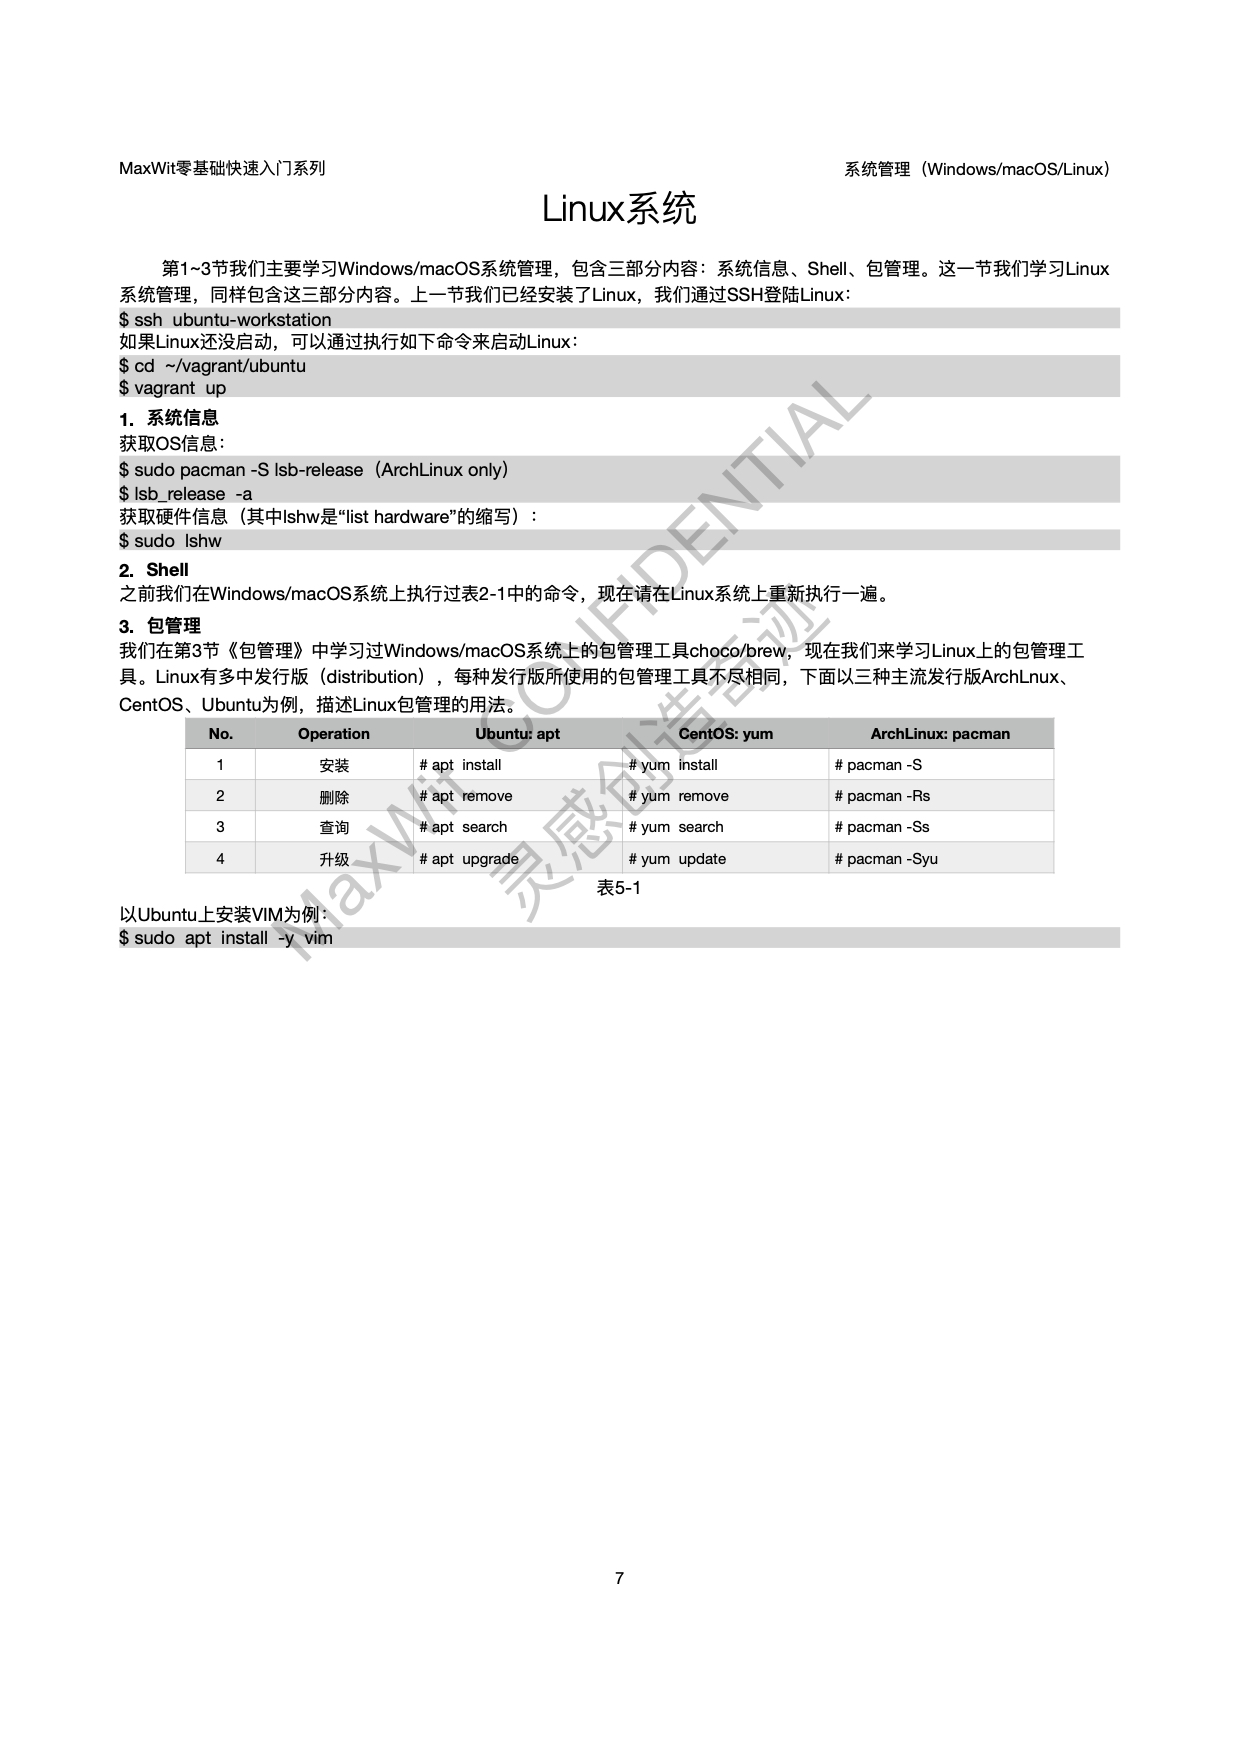 MaxWit零基础快速入门系列 系统管理（Windows/macOS/Linux）
Linux系统
第1~3节我们主要学习Windows/macOS系统管理，包含三部分内容：系统信息、Shell、包管理。这一节我们学习Linux
系统管理，同样包含这三部分内容。上一节我们已经安装了Linux，我们通过SSH登陆Linux：
$ ssh ubuntu-workstation
如果Linux还没启动，可以通过执行如下命令来启动Linux：
$ cd ~/vagrant/ubuntu
$ vagrant up
1. 系统信息
获取OS信息：
$ sudo pacman -S lsb-release（ArchLinux only）
$ lsb_release -a
获取硬件信息（其中lshw是“list hardware”的缩写）：
$ sudo lshw
2. Shell
之前我们在Windows/macOS系统上执行过表2-1中的命令，现在请在Linux系统上重新执行一遍。
3. 包管理
我们在第3节《包管理》中学习过Windows/macOS系统上的包管理工具choco/brew，现在我们来学习Linux上的包管理工
具。Linux有多中发行版（distribution），每种发行版所使用的包管理工具不尽相同，下面以三种主流发行版ArchLnux、
CentOS、Ubuntu为例，描述Linux包管理的用法。
No. Operation Ubuntu: apt CentOS: yum ArchLinux: pacman
1 安装 # apt install # yum install # pacman -S
2 删除 # apt remove # yum remove # pacman -Rs
3 查询 # apt search # yum search # pacman -Ss
4 升级 # apt upgrade # yum update # pacman -Syu
表5-1
以Ubuntu上安装VIM为例：
$ sudo apt install -y vim
MaxWit CONFIDENTIAL
灵感创造奇迹
7